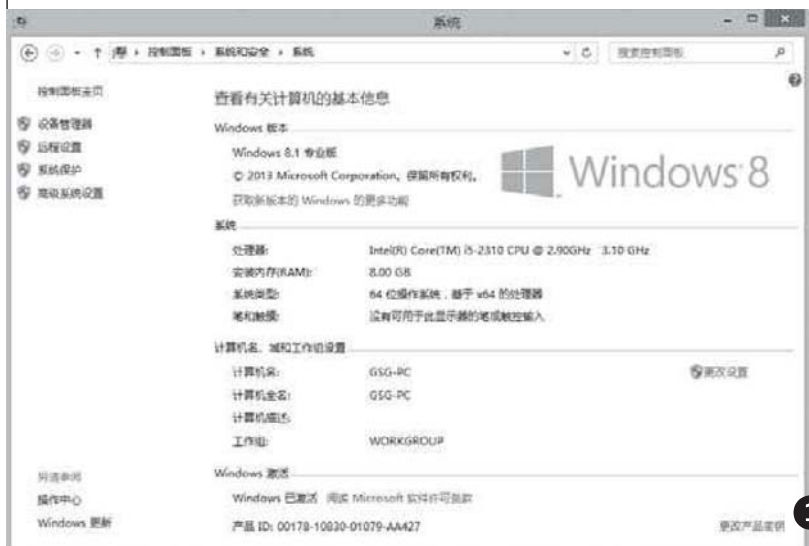 系统
控制面板 › 系统和安全 › 系统
搜索控制面板
控制面板主页
设备管理器
远程设置
系统保护
高级系统设置
查看有关计算机的基本信息
Windows 版本
Windows 8.1 专业版
© 2013 Microsoft Corporation。保留所有权利。
获取新版本的 Windows 的更多功能
Windows 8
系统
处理器: Intel(R) Core(TM) i5-2310 CPU @ 2.90GHz 3.10 GHz
安装内存(RAM): 8.00 GB
系统类型: 64 位操作系统，基于 x64 的处理器
笔和触摸: 没有可用于此显示器的笔或触控输入
计算机名、域和工作组设置
计算机名: GSG-PC
更改设置
计算机全名: GSG-PC
计算机描述:
工作组: WORKGROUP
Windows 激活
Windows 已激活 阅读 Microsoft 软件许可条款
产品 ID: 00178-10830-01079-AA427
更改产品密钥
另请参阅
操作中心
Windows 更新